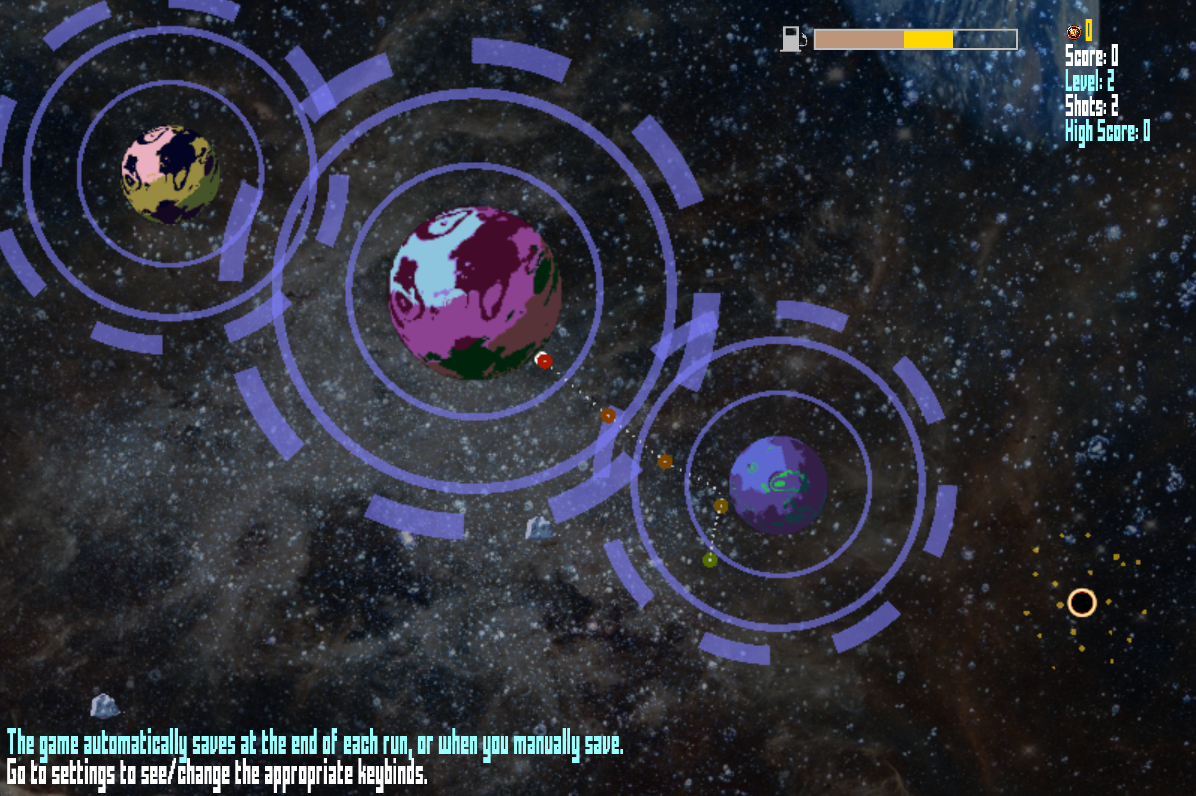 0
Score: 0
Level: 2
Shots: 2
High Score: 0
The game automatically saves at the end of each run, or when you manually save.
Go to settings to see/change the appropriate keybinds.